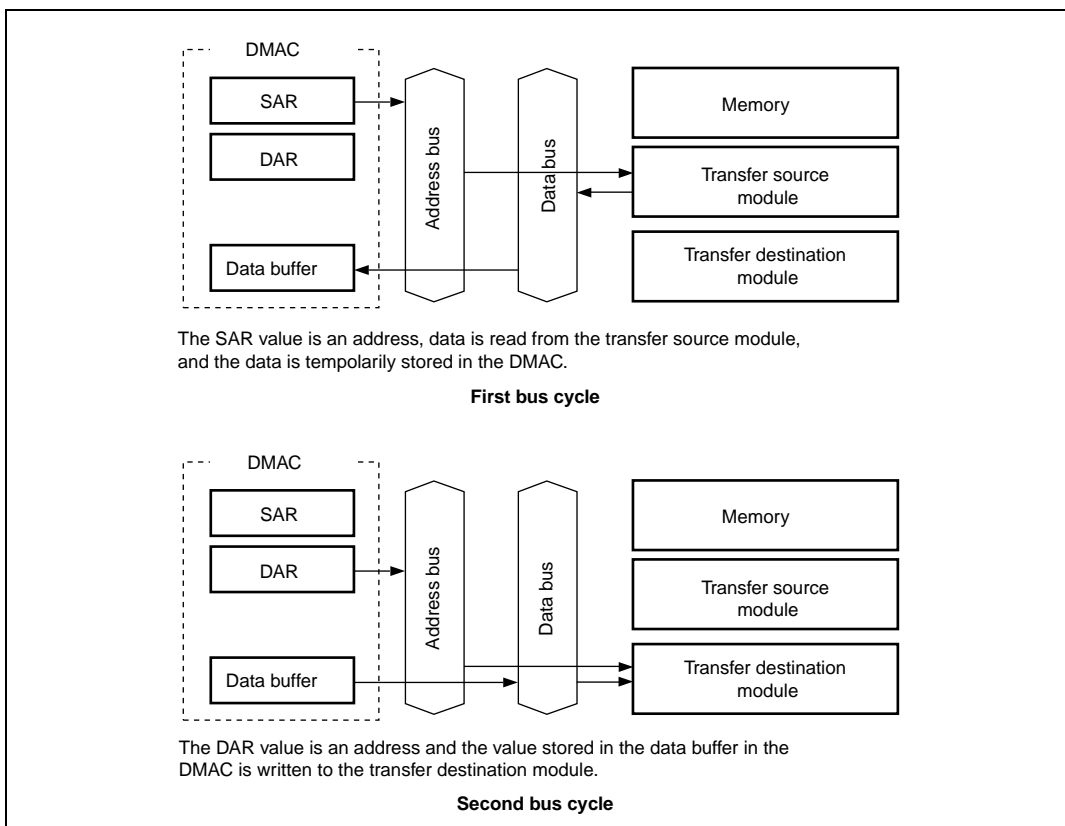 DMAC
SAR
DAR
Data buffer
Address bus
Data bus
Memory
Transfer source
module
Transfer destination
module
The SAR value is an address, data is read from the transfer source module,
and the data is tempolarily stored in the DMAC.
First bus cycle
DMAC
SAR
DAR
Data buffer
Address bus
Data bus
Memory
Transfer source
module
Transfer destination
module
The DAR value is an address and the value stored in the data buffer in the
DMAC is written to the transfer destination module.
Second bus cycle